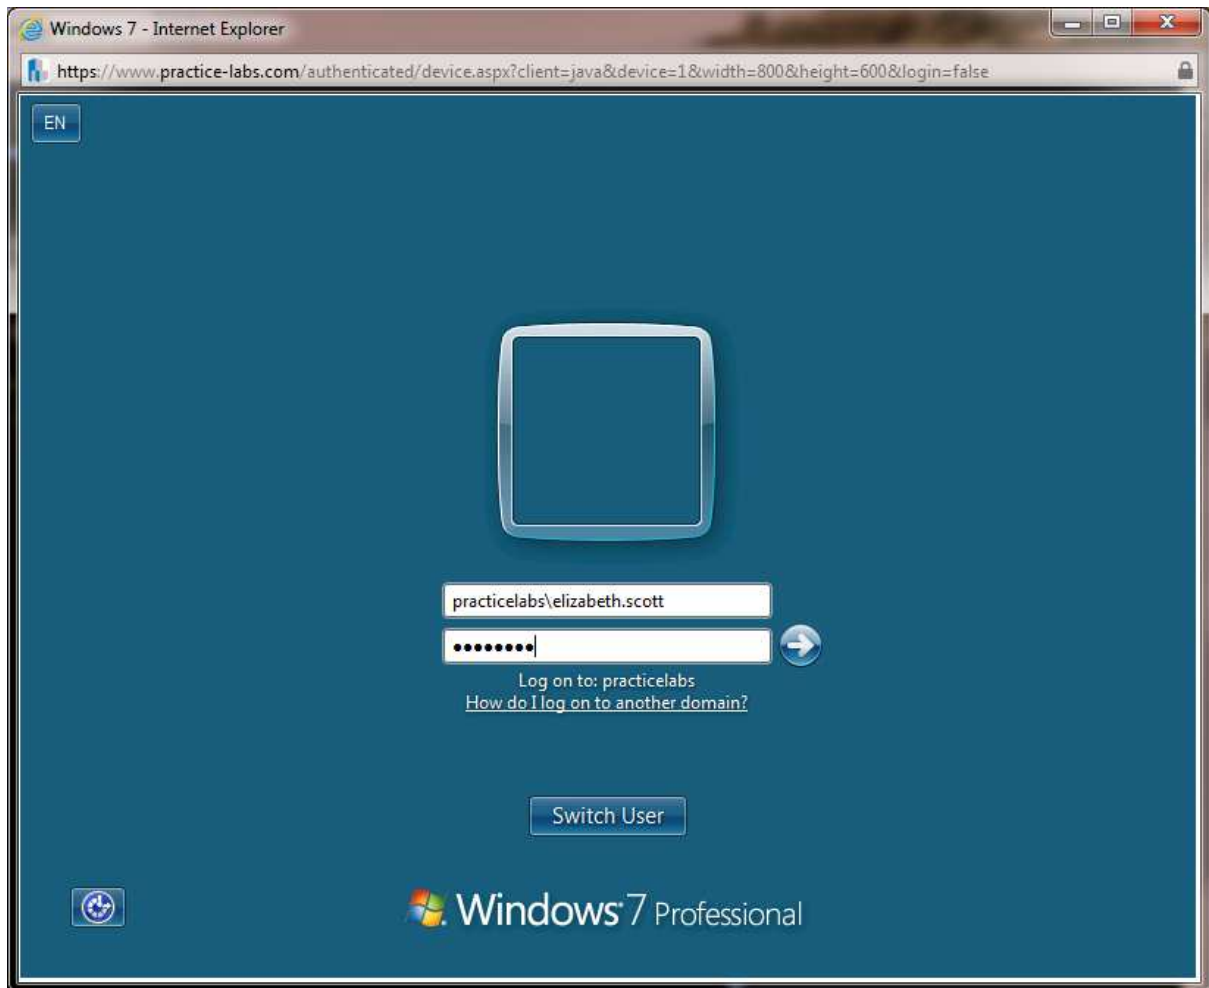 Windows 7 - Internet Explorer
https://www.practice-labs.com/authenticated/device.aspx?client=java&device=1&width=800&height=600&login=false
EN
practicelabs\elizabeth.scott
••••••••
Log on to: practicelabs
How do I log on to another domain?
Switch User
Windows 7 Professional